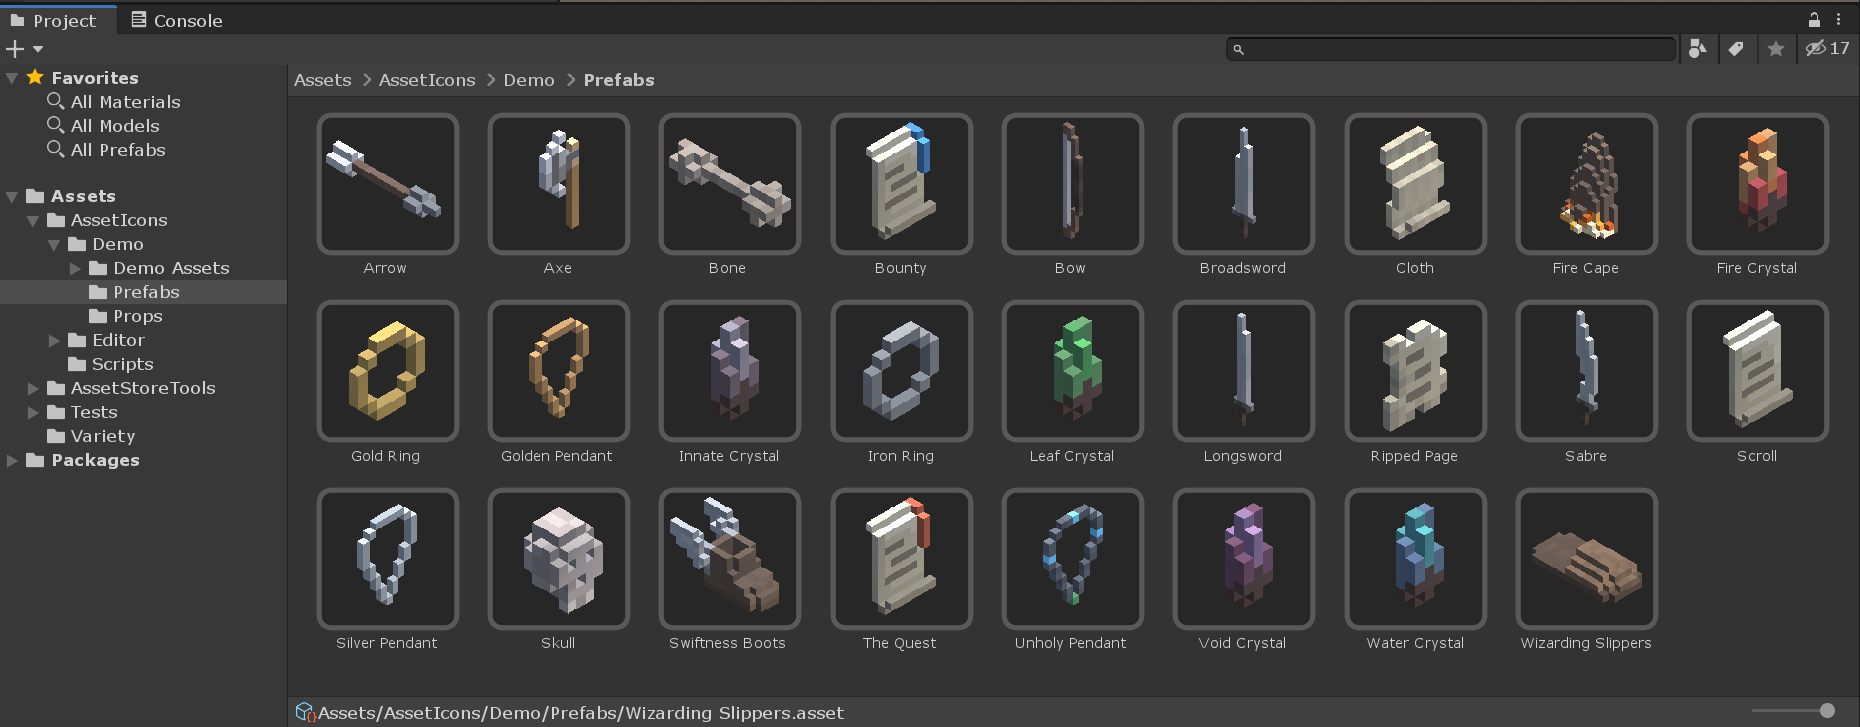 Project Console
17
Favorites
All Materials
All Models
All Prefabs
Assets
AssetIcons
Demo
Demo Assets
Prefabs
Props
Editor
Scripts
AssetStoreTools
Tests
Variety
Packages
Assets > AssetIcons > Demo > Prefabs
Arrow Axe Bone Bounty Bow Broadsword Cloth Fire Cape Fire Crystal
Gold Ring Golden Pendant Innate Crystal Iron Ring Leaf Crystal Longsword Ripped Page Sabre Scroll
Silver Pendant Skull Swiftness Boots The Quest Unholy Pendant Void Crystal Water Crystal Wizarding Slippers
Assets/AssetIcons/Demo/Prefabs/Wizarding Slippers.asset